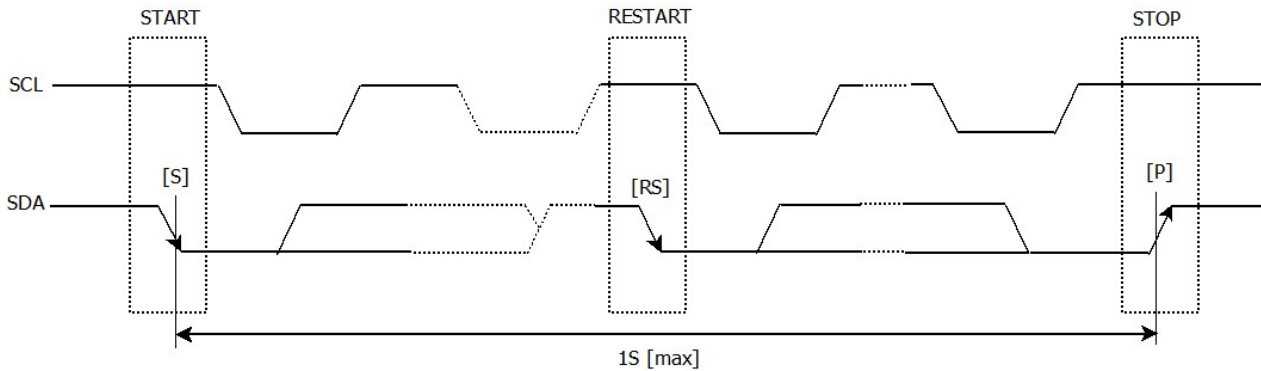 START RESTART STOP
SCL
[S] [RS] [P]
SDA
1S [max]